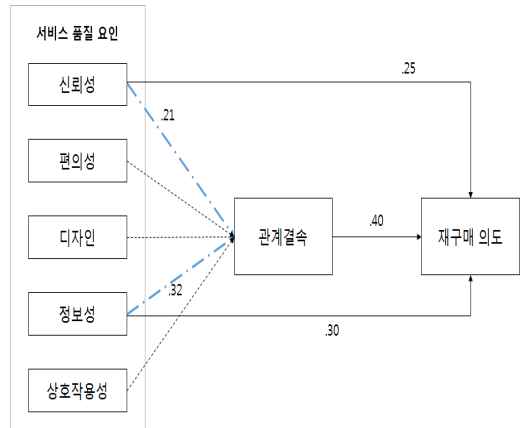 서비스 품질 요인
신뢰성
.25
.21
편의성
디자인
관계결속
.40
재구매 의도
.32
정보성
.30
상호작용성